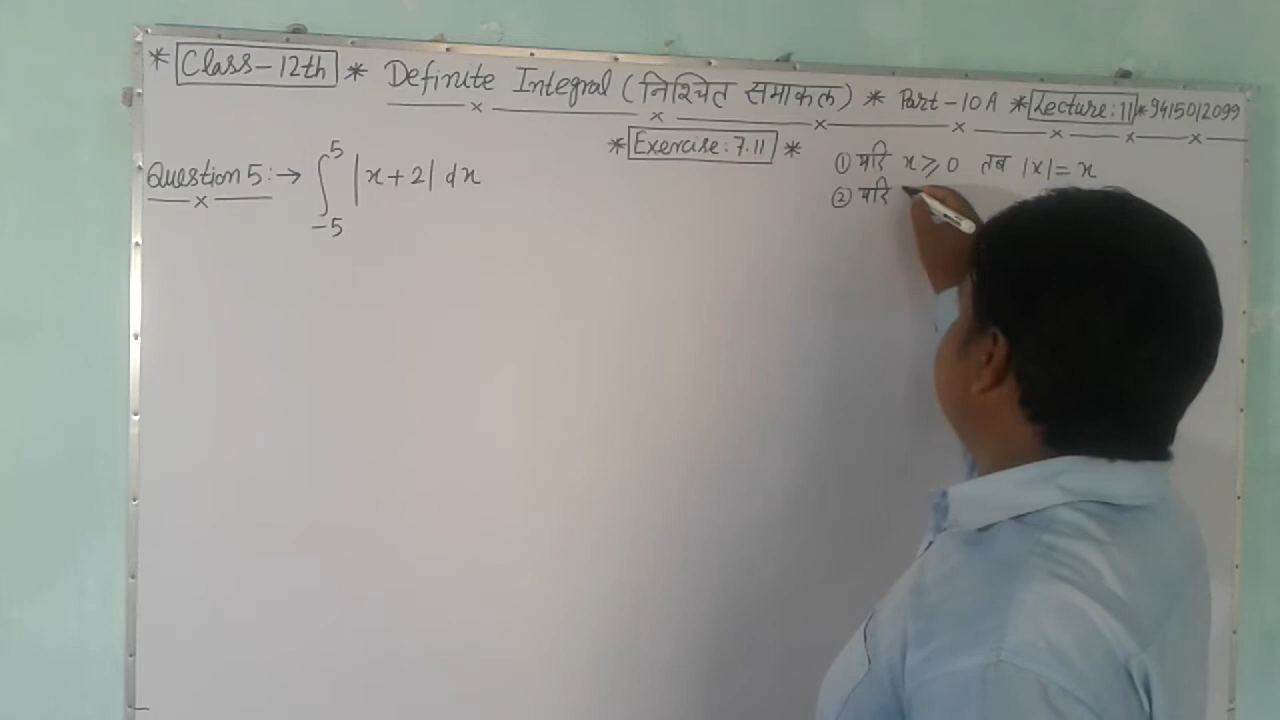 * Class-12th * Definite Integral (निश्चित समाकल) * Part-10A * Lecture:11 * 9415012099
* Exercise:7.11 *
Question 5:→ ∫₋₅⁵ |x+2| dx
① यदि x ⩾ 0 तब |x| = x
② यदि